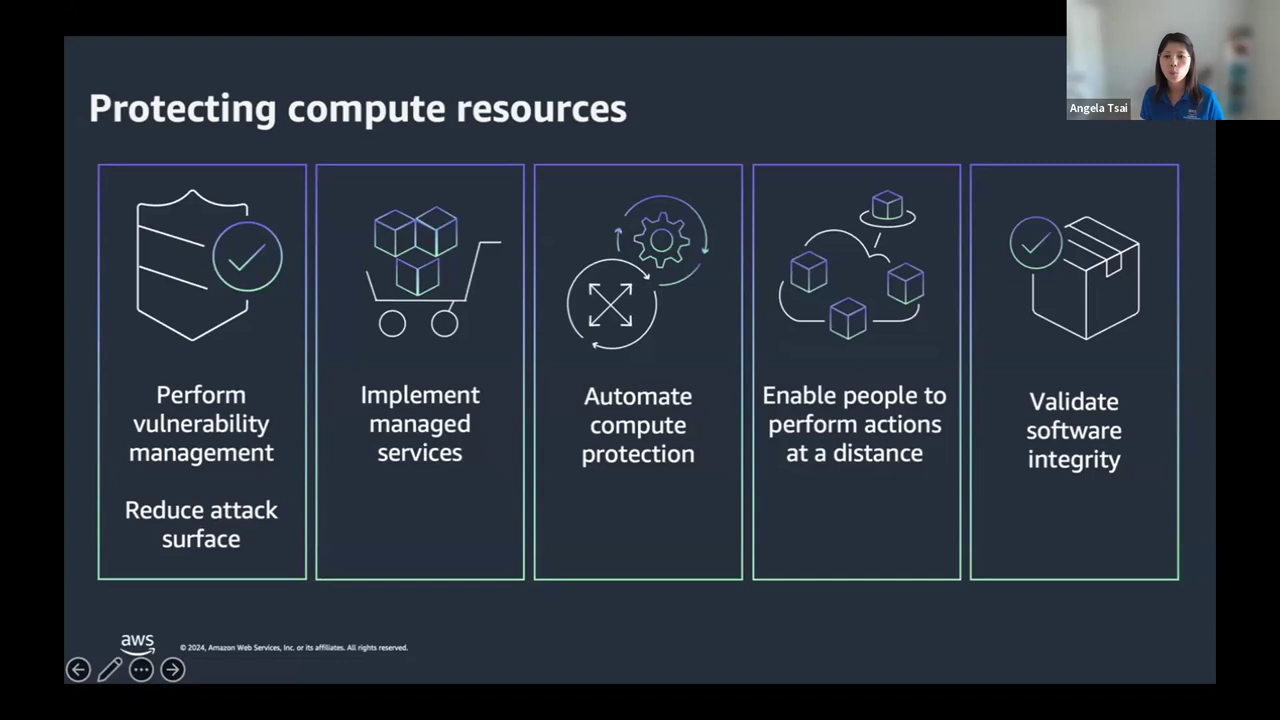 Angela Tsai
Protecting compute resources
Perform
vulnerability
management
Reduce attack
surface
Implement
managed
services
Automate
compute
protection
Enable people to
perform actions
at a distance
Validate
software
integrity
aws
© 2024, Amazon Web Services, Inc. or its affiliates. All rights reserved.